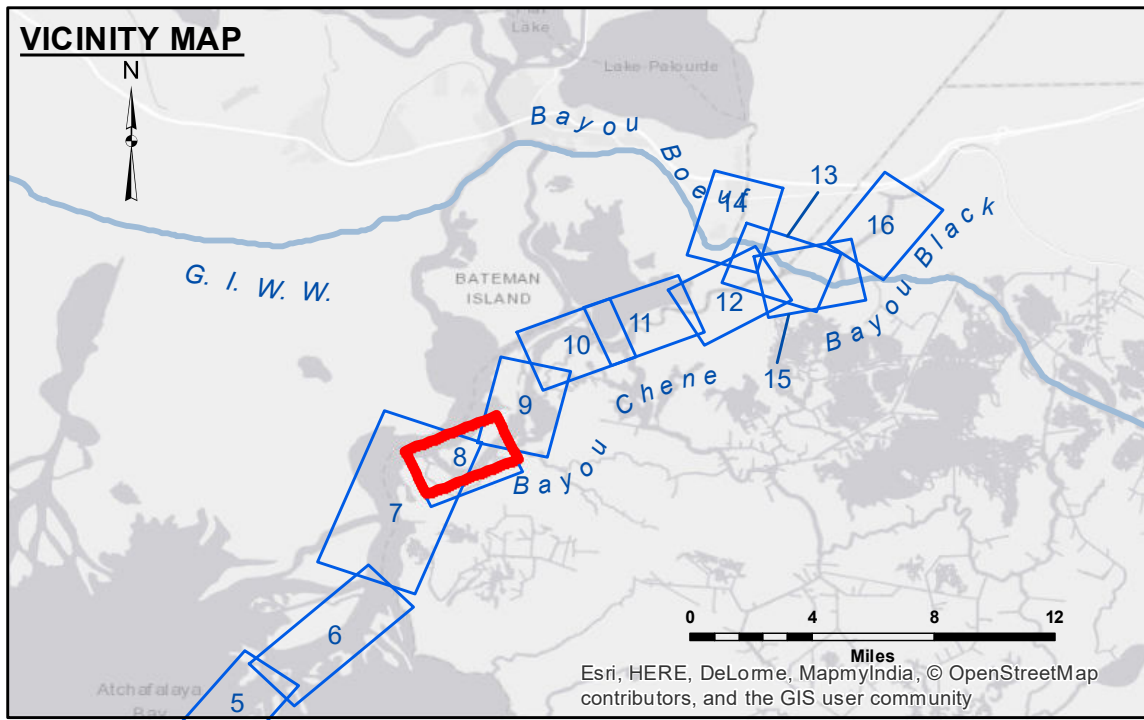 VICINITY MAP
N
Lake
Lake Palourde
Bayou
Boeuf
13
14
16
Bayou Black
G. I. W. W.
BATEMAN
ISLAND
12
11
10
15
Chene
9
8
Bayou
7
6
5
0 4 8 12
Miles
Esri, HERE, DeLorme, MapmyIndia, © OpenStreetMap
contributors, and the GIS user community
Atchafalaya
Bay